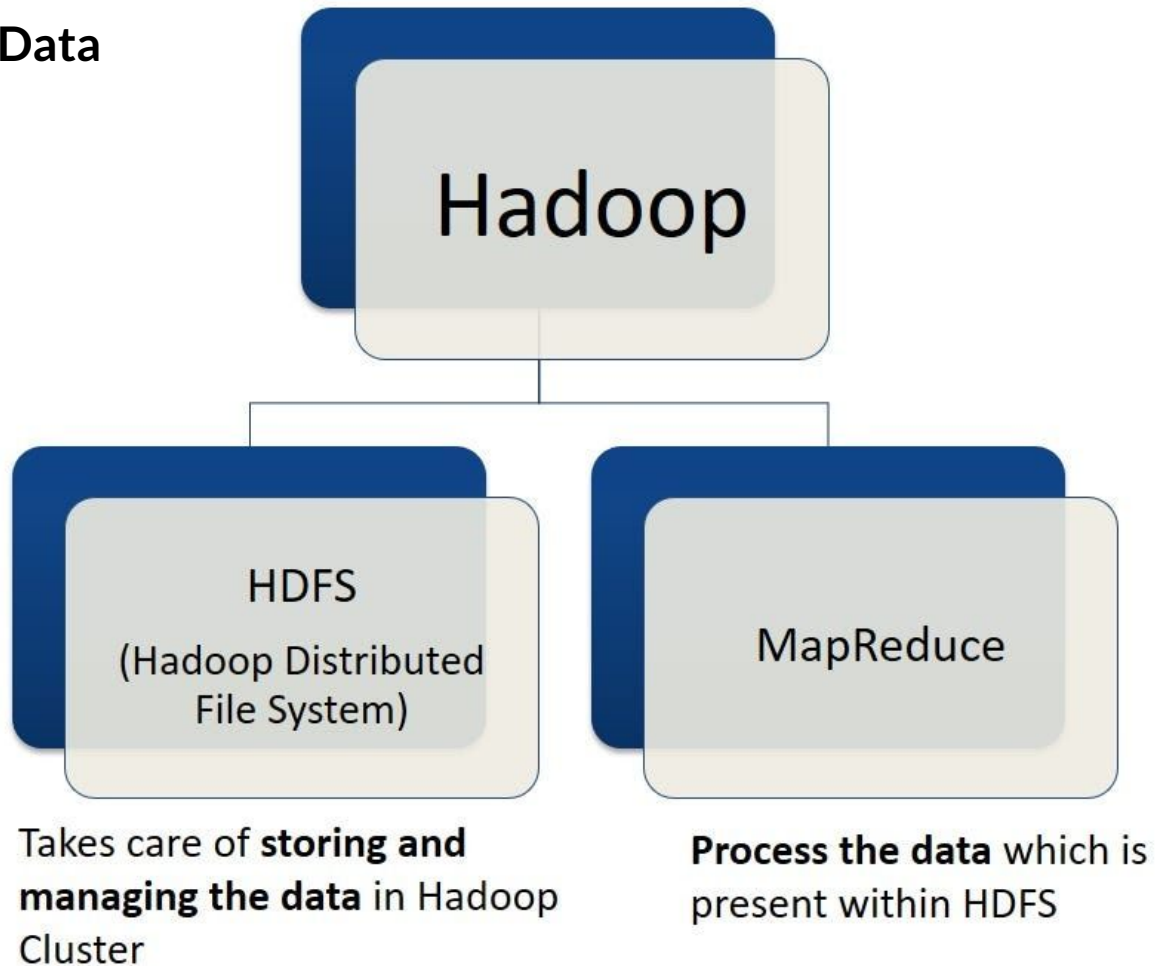 Data
Hadoop
HDFS
(Hadoop Distributed
File System)
MapReduce
Takes care of storing and
managing the data in Hadoop
Cluster
Process the data which is
present within HDFS